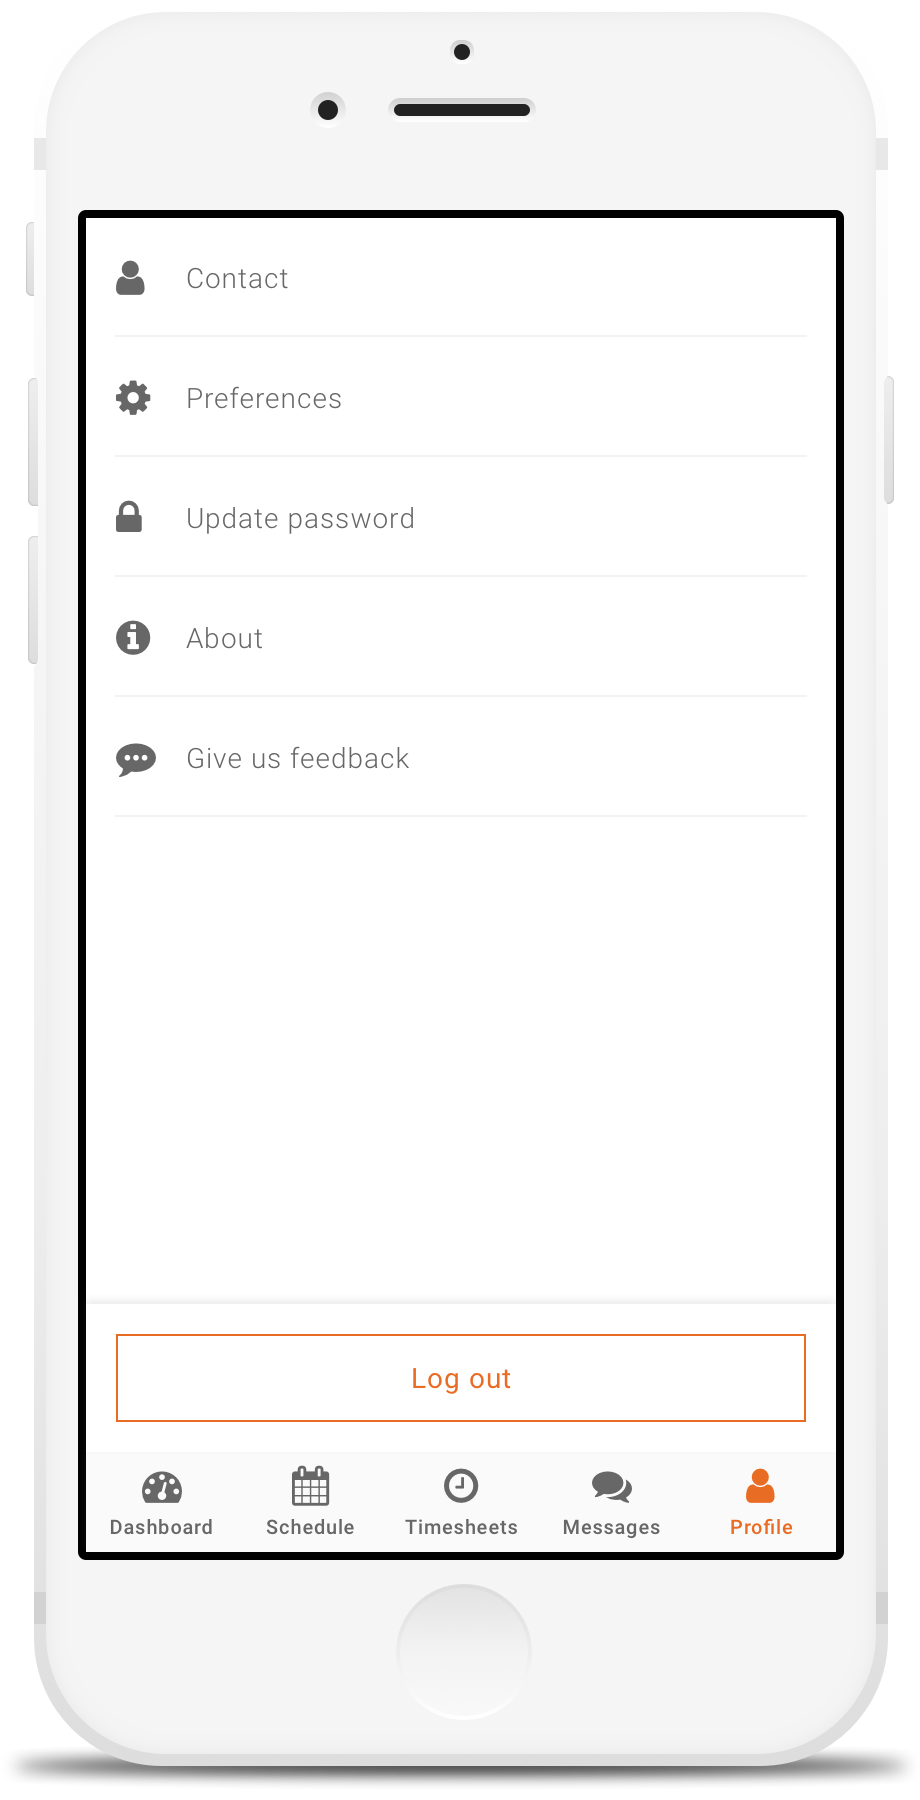 Contact
Preferences
Update password
About
Give us feedback
Log out
Dashboard Schedule Timesheets Messages Profile